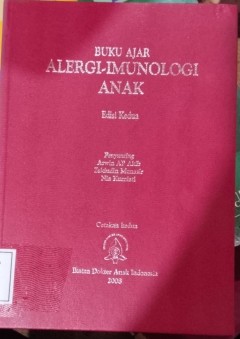 BUKU AJAR
ALERGI-IMUNOLOGI
ANAK
Edisi Kedua
Penyunting
Arwin AP Akib
Zakiudin Munasir
Nia Kurniati
Cetakan kedua
Ikatan Dokter Anak Indonesia
2008